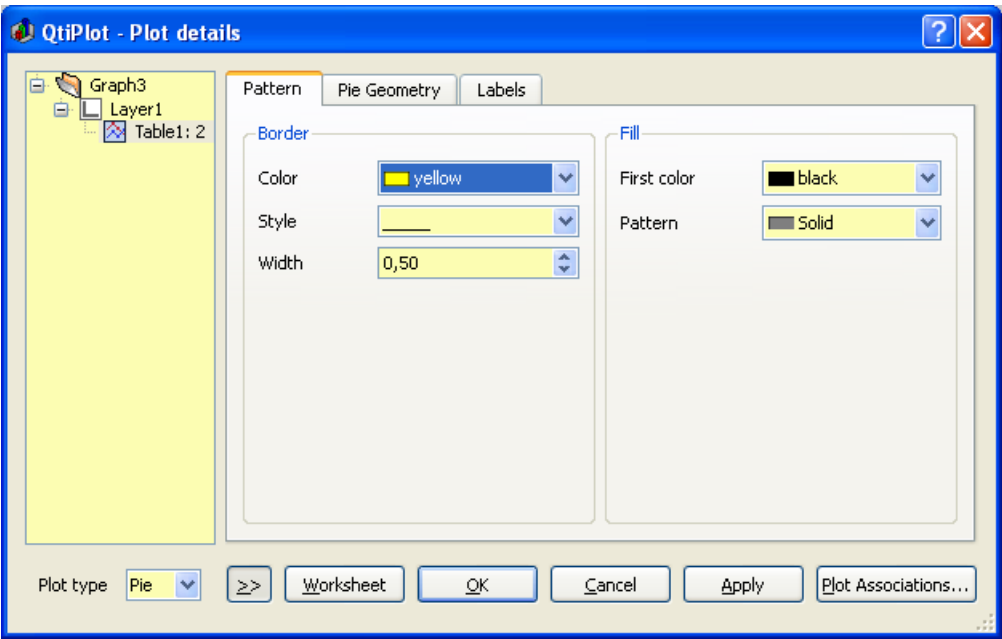 QtiPlot - Plot details
Graph3
Layer1
Table1: 2
Pattern Pie Geometry Labels
Border
Color yellow
Style
Width 0,50
Fill
First color black
Pattern Solid
Plot type Pie >> Worksheet OK Cancel Apply Plot Associations...